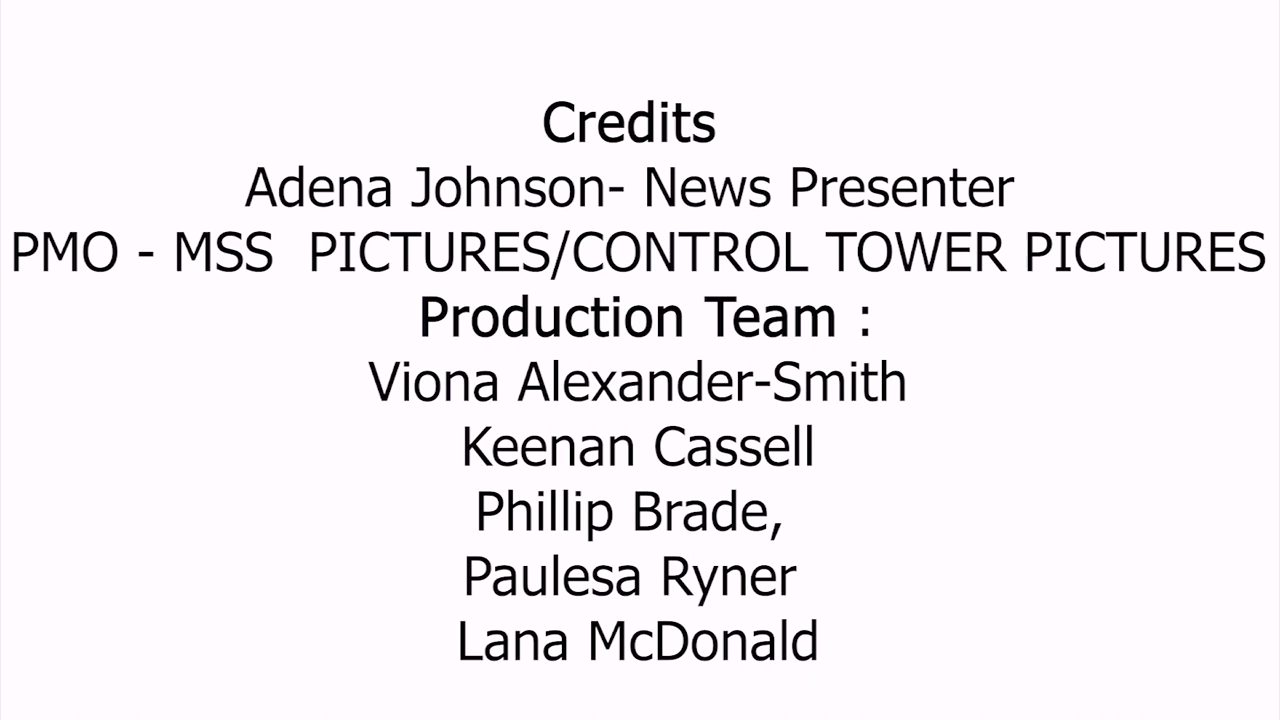 Credits
Adena Johnson- News Presenter
PMO - MSS  PICTURES/CONTROL TOWER PICTURES
Production Team :
Viona Alexander-Smith
Keenan Cassell
Phillip Brade,
Paulesa Ryner
Lana McDonald